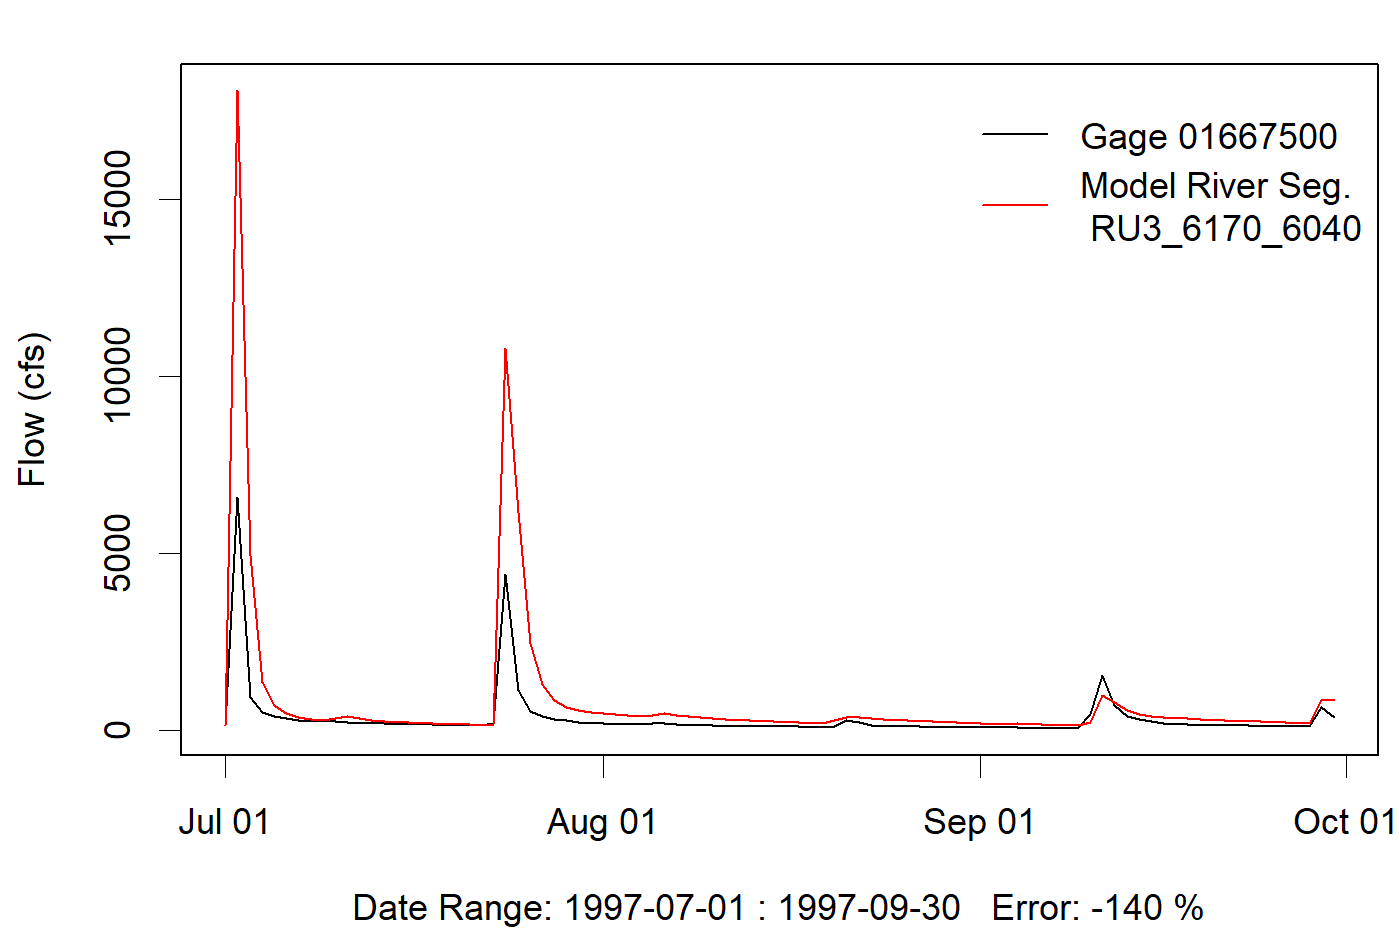 Gage 01667500
Model River Seg.
RU3_6170_6040
Flow (cfs)
15000
10000
5000
0
Jul 01
Aug 01
Sep 01
Oct 01
Date Range: 1997-07-01 : 1997-09-30 Error: -140 %